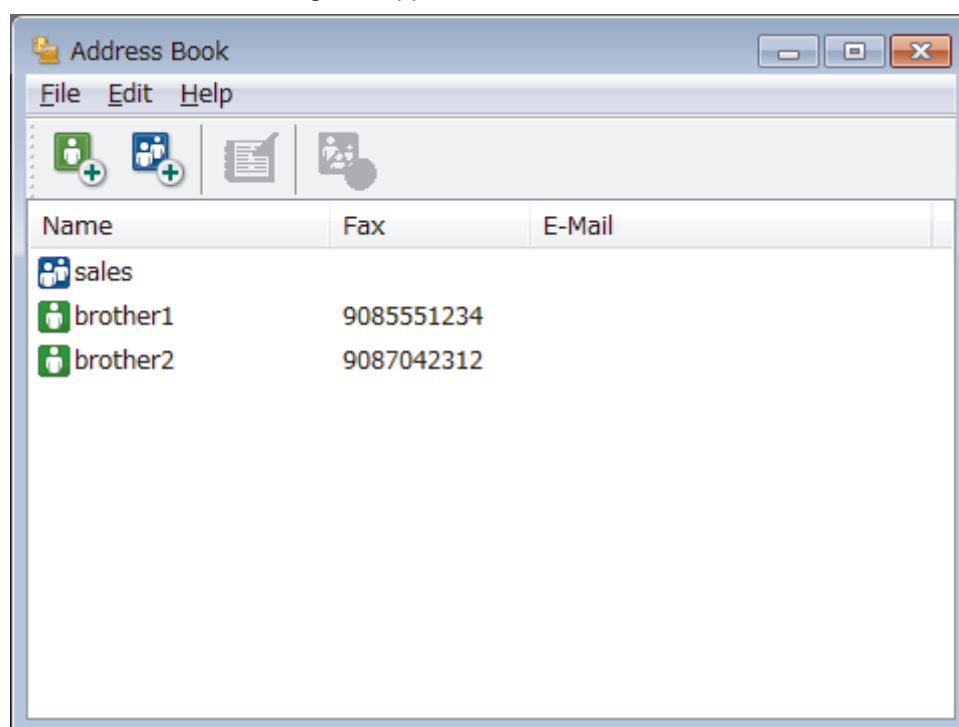 Address Book
File Edit Help
Name Fax E-Mail
sales
brother1 9085551234
brother2 9087042312